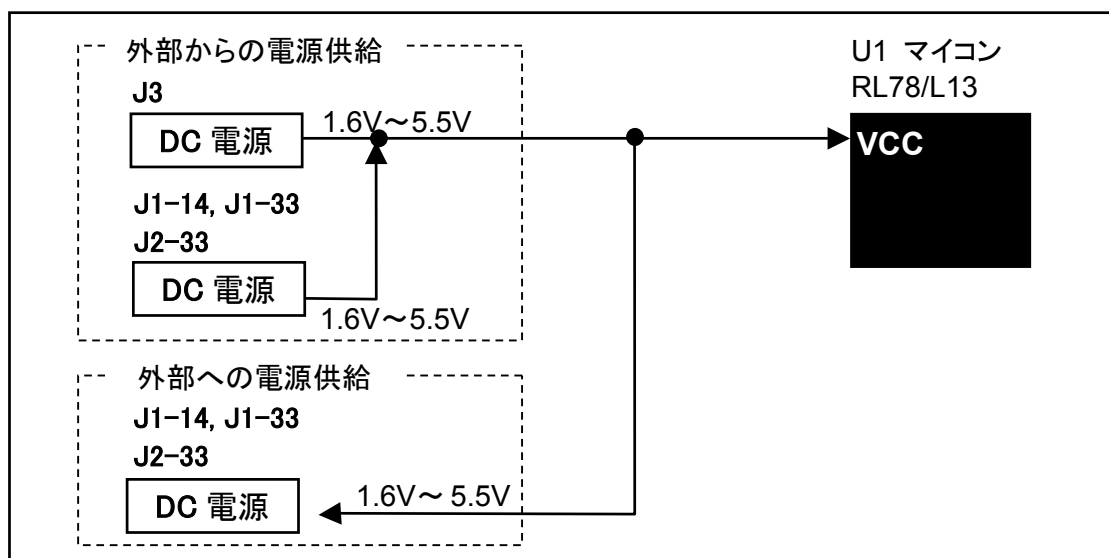 外部からの電源供給
J3
DC 電源
1.6V～5.5V
J1-14, J1-33
J2-33
DC 電源
1.6V～5.5V
U1 マイコン
RL78/L13
VCC
外部への電源供給
J1-14, J1-33
J2-33
DC 電源
1.6V～ 5.5V